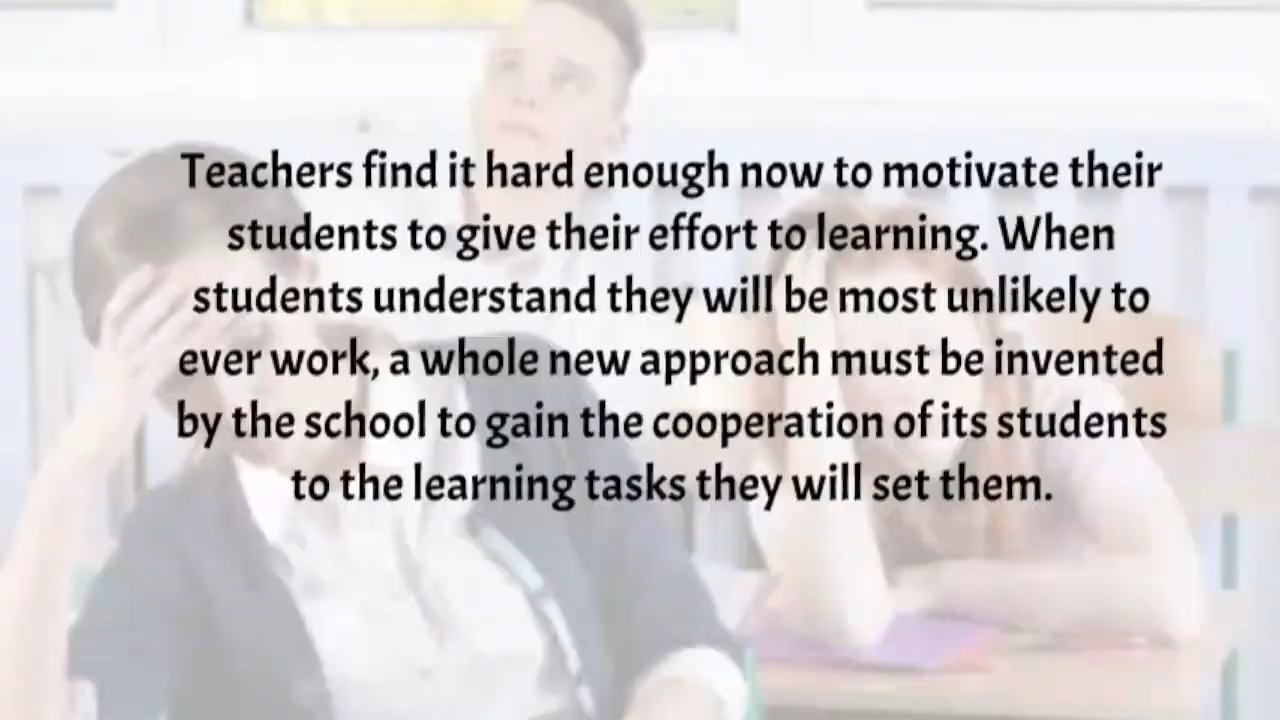 Teachers find it hard enough now to motivate their
students to give their effort to learning. When
students understand they will be most unlikely to
ever work, a whole new approach must be invented
by the school to gain the cooperation of its students
to the learning tasks they will set them.